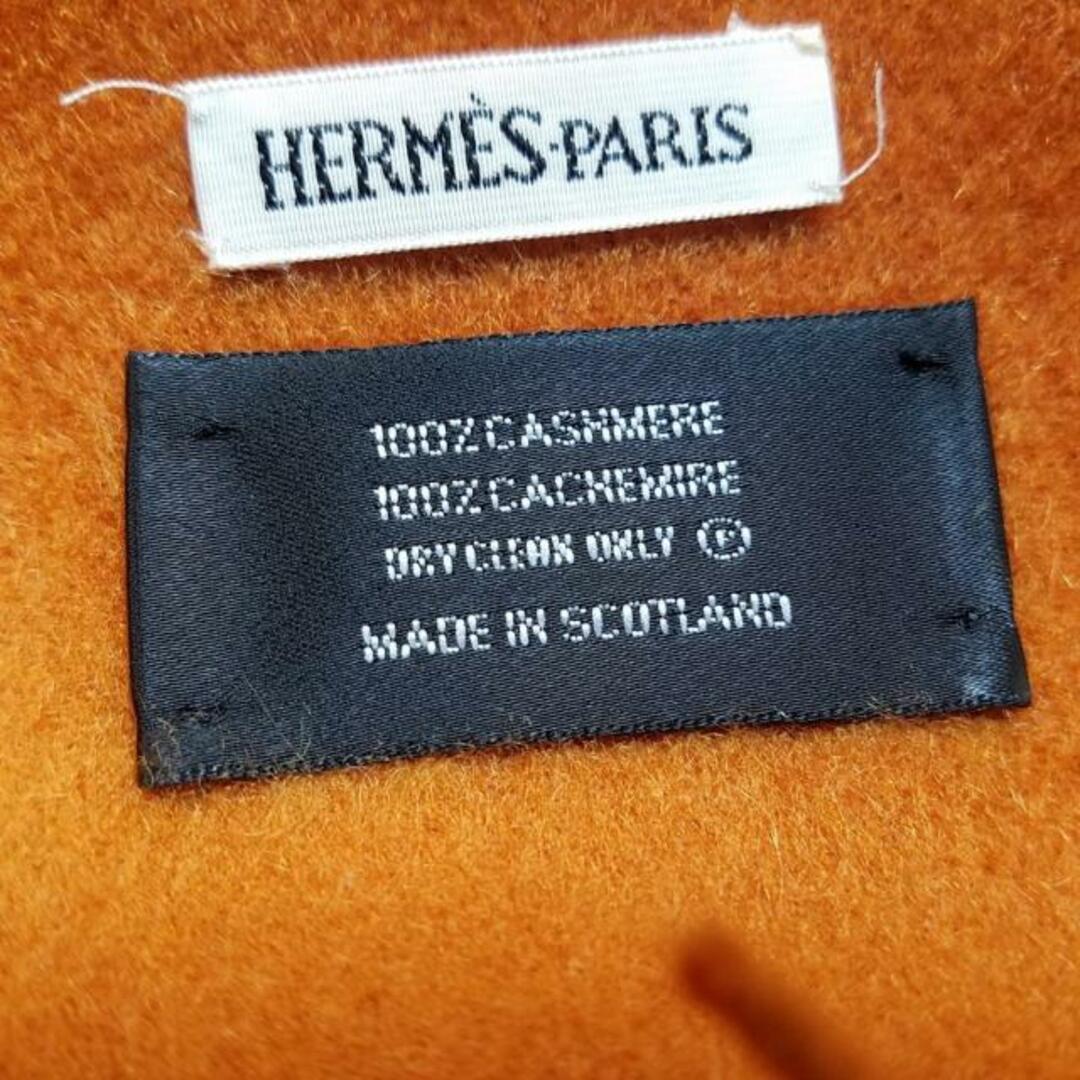 HERMÈS-PARIS
100% CASHMERE
100% CACHEMIRE
DRY CLEAN ONLY Ⓟ
MADE IN SCOTLAND